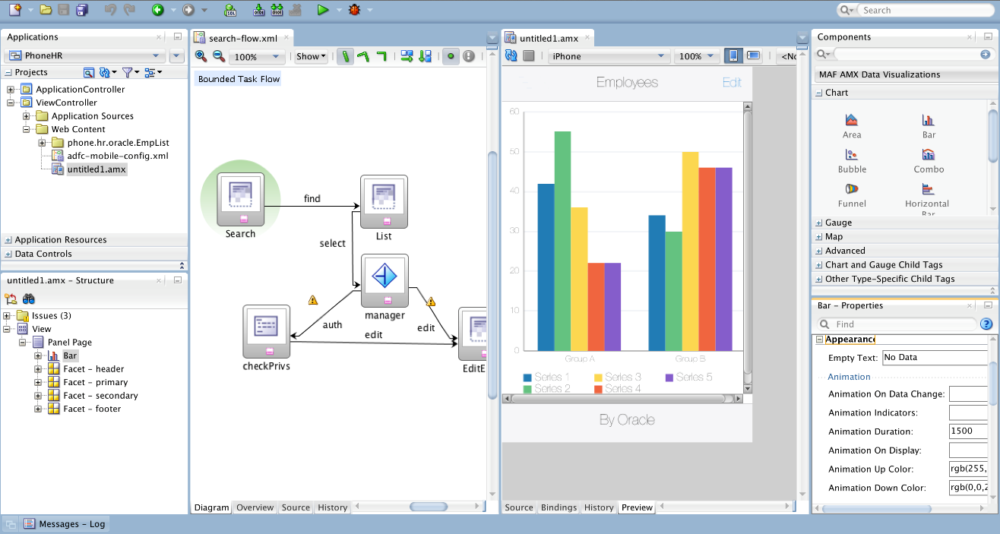 Search
Applications
PhoneHR
Projects
ApplicationController
ViewController
Application Sources
Web Content
phone.hr.oracle.EmpList
adfc-mobile-config.xml
untitled1.amx
Application Resources
Data Controls
untitled1.amx - Structure
Issues (3)
View
Panel Page
Bar
Facet - header
Facet - primary
Facet - secondary
Facet - footer
search-flow.xml
100%
Show
Bounded Task Flow
find
Search
List
select
manager
auth
edit
edit
checkPrivs
EditE
Diagram Overview Source History
untitled1.amx
iPhone 100% <No
Employees Edit
60
50
40
30
20
10
0
Group A Group B
Series 1 Series 3 Series 5
Series 2 Series 4
By Oracle
Source Bindings History Preview
Components
MAF AMX Data Visualizations
Chart
Area Bar
Bubble Combo
Funnel Horizontal
Bar
Gauge
Map
Advanced
Chart and Gauge Child Tags
Other Type-Specific Child Tags
Bar - Properties
Find
Appearance
Empty Text: No Data
Animation
Animation On Data Change:
Animation Indicators:
Animation Duration: 1500
Animation On Display:
Animation Up Color: rgb(255,
Animation Down Color: rgb(0,0,2
Messages - Log